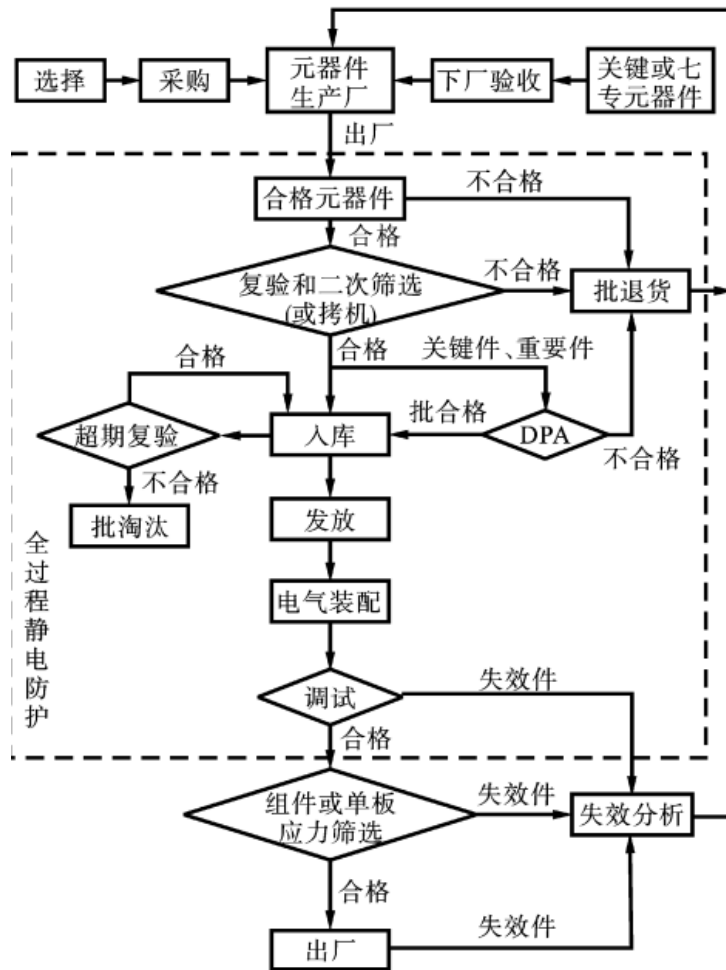 选择
采购
元器件
生产厂
下厂验收
关键或七
专元器件
出厂
合格元器件
不合格
合格
复验和二次筛选
(或拷机)
不合格
批退货
合格
关键件、重要件
合格
超期复验
入库
批合格
DPA
不合格
不合格
批淘汰
发放
全过程静电防护
电气装配
调试
失效件
合格
组件或单板
应力筛选
失效件
失效分析
合格
出厂
失效件